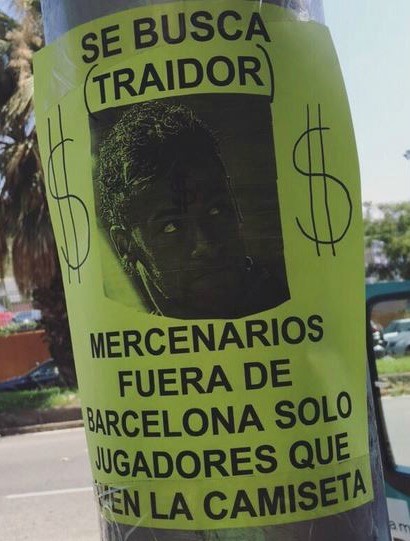 SE BUSCA
(TRAIDOR)
$ $ $
MERCENARIOS
FUERA DE
BARCELONA SOLO
JUGADORES QUE
LA CAMISETA